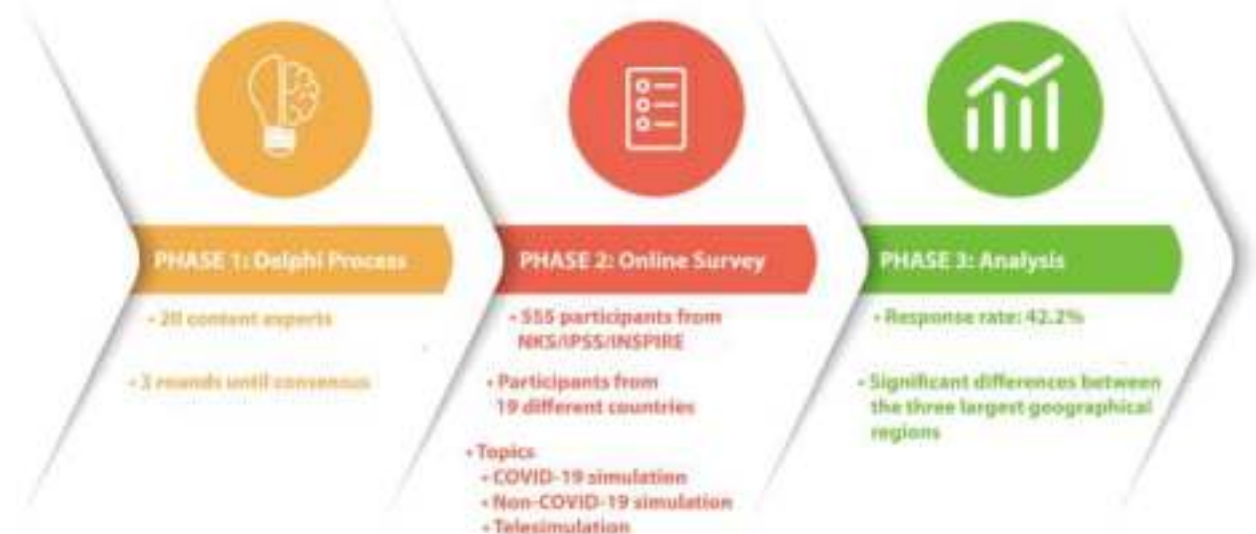 PHASE 1: Delphi Process
• 20 content experts
• 3 rounds until consensus
PHASE 2: Online Survey
• 555 participants from
NKS/IPSS/INSPIRE
• Participants from
19 different countries
• Topics
• COVID-19 simulation
• Non-COVID-19 simulation
• Telesimulation
PHASE 3: Analysis
• Response rate: 42.2%
• Significant differences between
the three largest geographical
regions